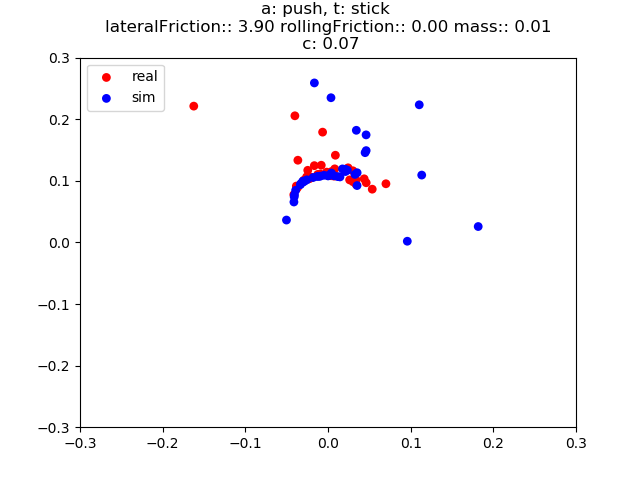 a: push, t: stick
lateralFriction:: 3.90 rollingFriction:: 0.00 mass:: 0.01
c: 0.07
real
sim
0.3
0.2
0.1
0.0
−0.1
−0.2
−0.3
−0.3
−0.2
−0.1
0.0
0.1
0.2
0.3